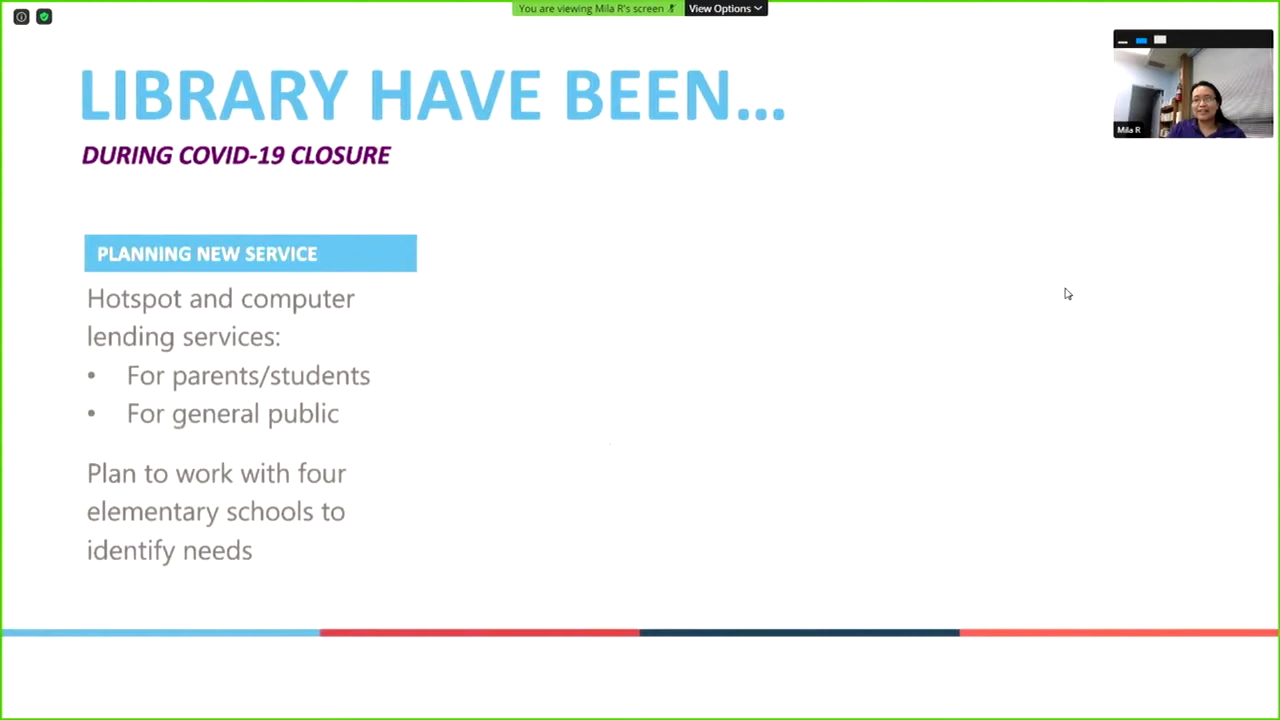 You are viewing Mila R's screen
View Options
Mila R
LIBRARY HAVE BEEN...
DURING COVID-19 CLOSURE
PLANNING NEW SERVICE
Hotspot and computer
lending services:
• For parents/students
• For general public
Plan to work with four
elementary schools to
identify needs